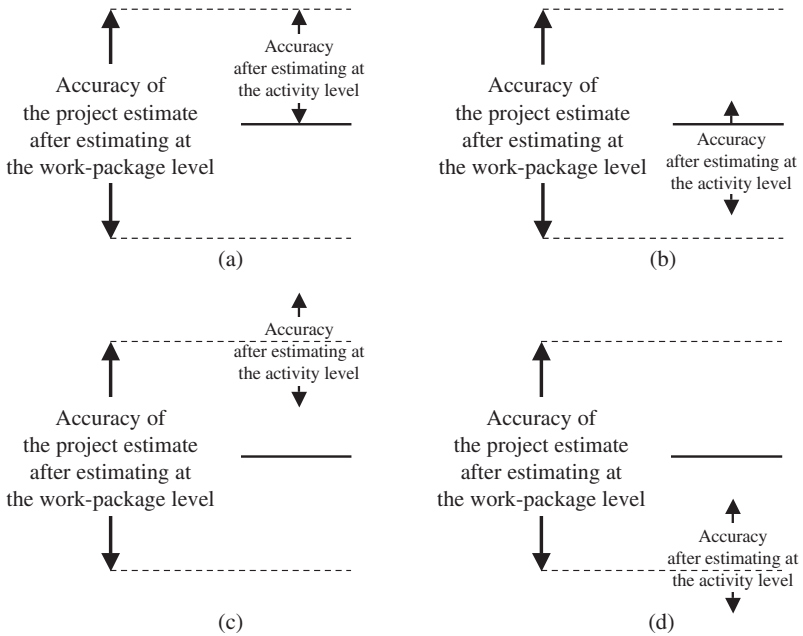 Accuracy of
the project estimate
after estimating at
the work-package level
Accuracy
after estimating at
the activity level
(a)
Accuracy of
the project estimate
after estimating at
the work-package level
Accuracy
after estimating at
the activity level
(b)
Accuracy of
the project estimate
after estimating at
the work-package level
Accuracy
after estimating at
the activity level
(c)
Accuracy of
the project estimate
after estimating at
the work-package level
Accuracy
after estimating at
the activity level
(d)